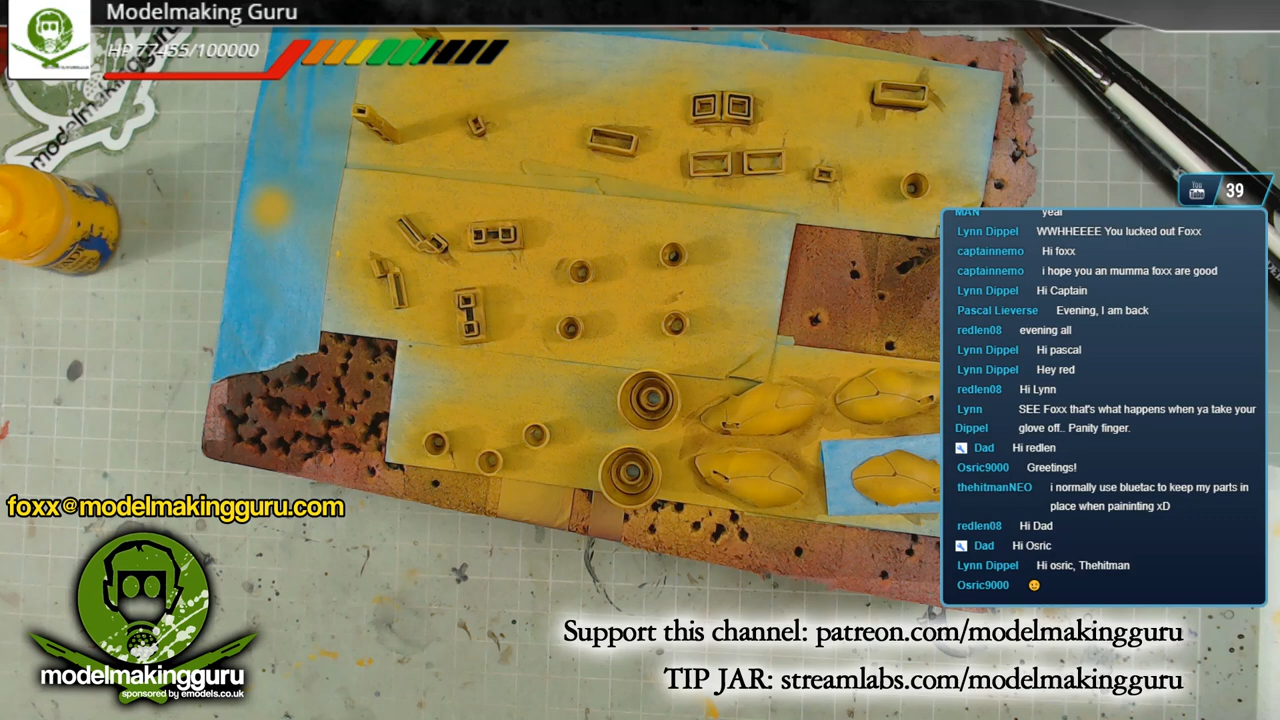 Modelmaking Guru
HP 77455/100000
modelma
You
Tube
39
MAN year
Lynn Dippel WWHHEEEE You lucked out Foxx
captainnemo Hi foxx
captainnemo i hope you an mumma foxx are good
Lynn Dippel Hi Captain
Pascal Lieverse Evening, I am back
redlen08 evening all
Lynn Dippel Hi pascal
Lynn Dippel Hey red
redlen08 Hi Lynn
Lynn SEE Foxx that's what happens when ya take your
Dippel glove off.. Panity finger.
Dad Hi redlen
Osric9000 Greetings!
thehitmanNEO i normally use bluetac to keep my parts in
place when paininting xD
redlen08 Hi Dad
Dad Hi Osric
Lynn Dippel Hi osric, Thehitman
Osric9000
foxx@modelmakingguru.com
modelmakingguru
sponsored by emodels.co.uk
Support this channel: patreon.com/modelmakingguru
TIP JAR: streamlabs.com/modelmakingguru